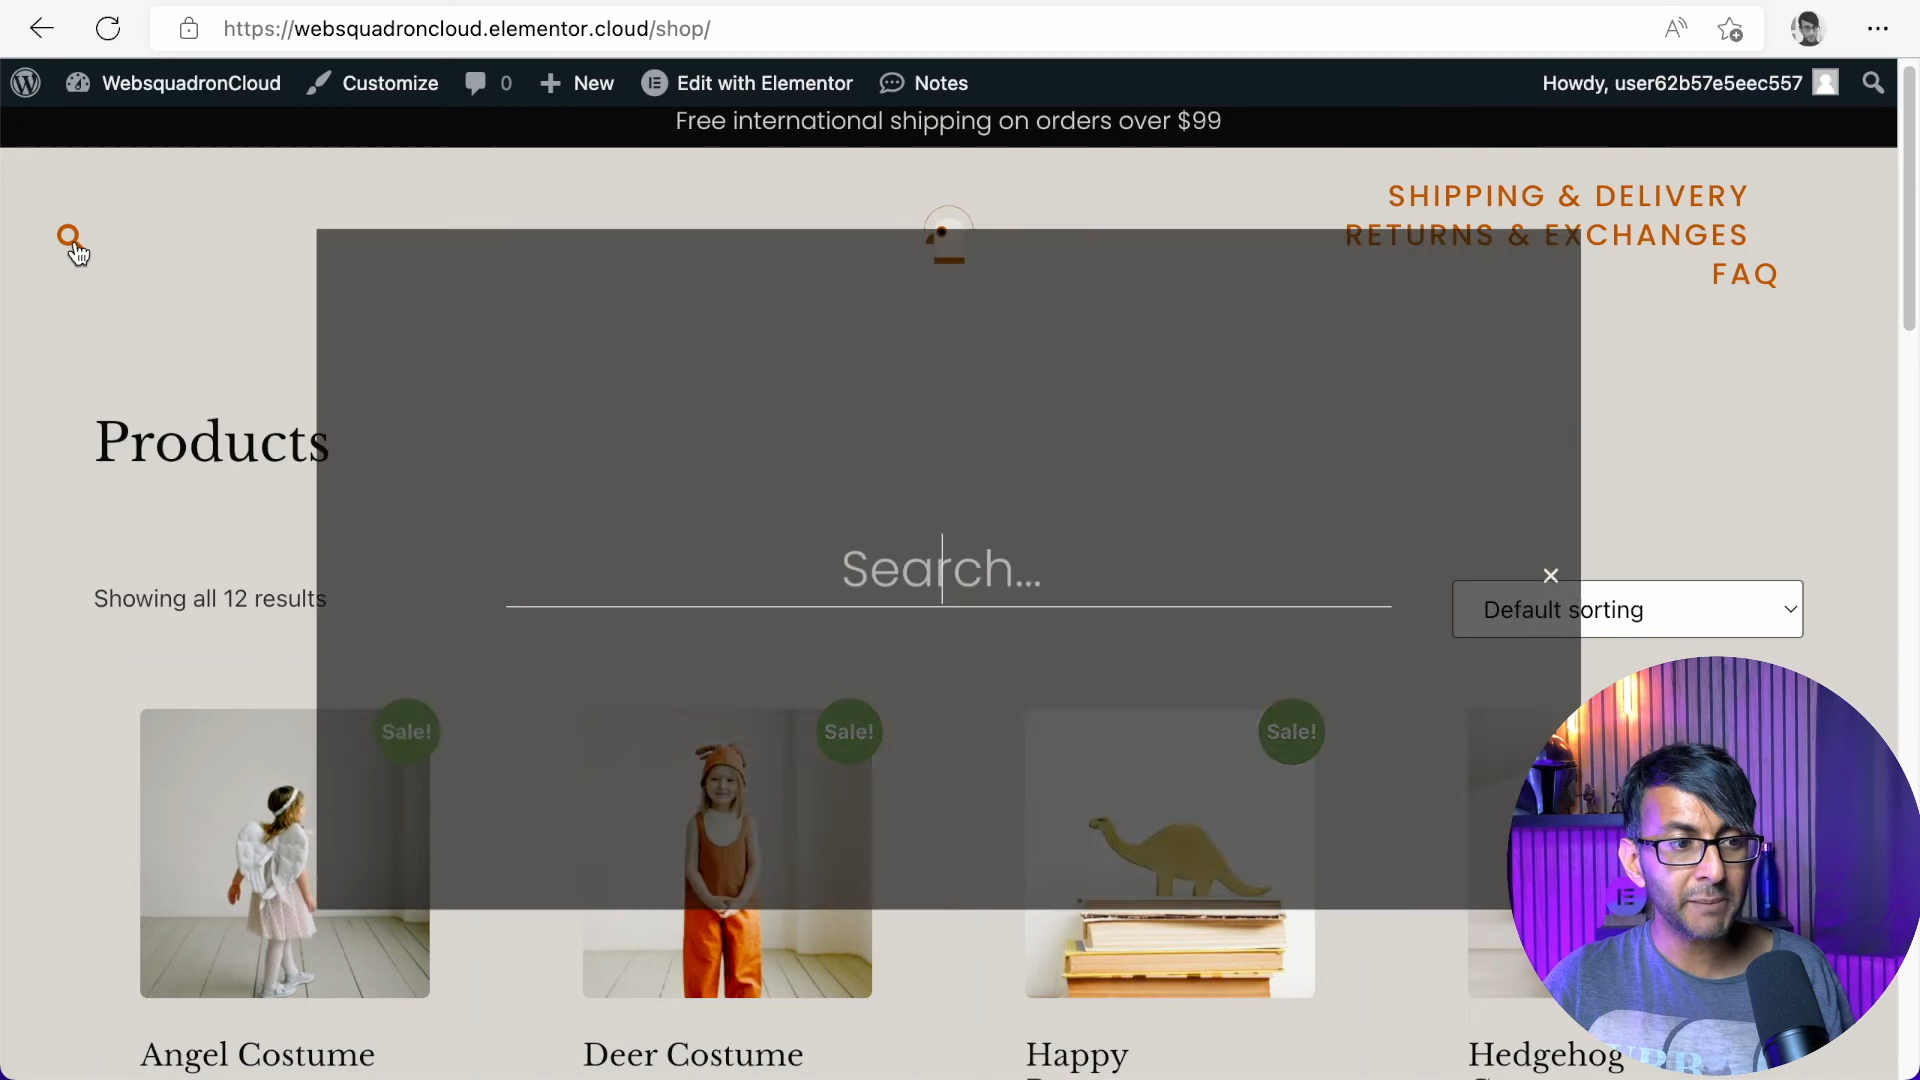 https://websquadroncloud.elementor.cloud/shop/
WebsquadronCloud Customize 0 New Edit with Elementor Notes Howdy, user62b57e5eec557
Free international shipping on orders over $99
SHIPPING & DELIVERY
RETURNS & EXCHANGES
FAQ
Products
Search...
Showing all 12 results
Default sorting
Sale! Sale! Sale!
Angel Costume Deer Costume Happy Hedgehog